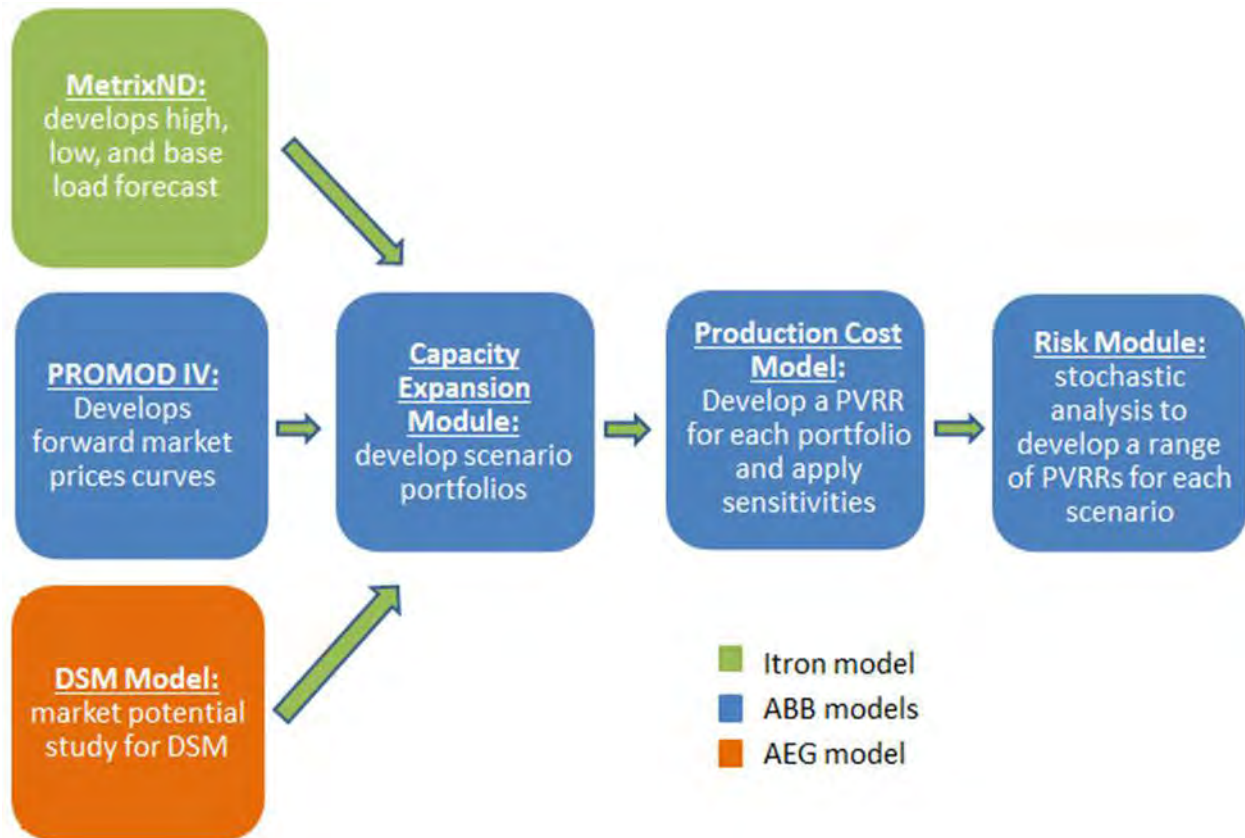 MetrixND:
develops high,
low, and base
load forecast
PROMOD IV:
Develops
forward market
prices curves
DSM Model:
market potential
study for DSM
Capacity
Expansion
Module:
develop scenario
portfolios
Production Cost
Model:
Develop a PVRR
for each portfolio
and apply
sensitivities
Risk Module:
stochastic
analysis to
develop a range
of PVRRs for each
scenario
Itron model
ABB models
AEG model